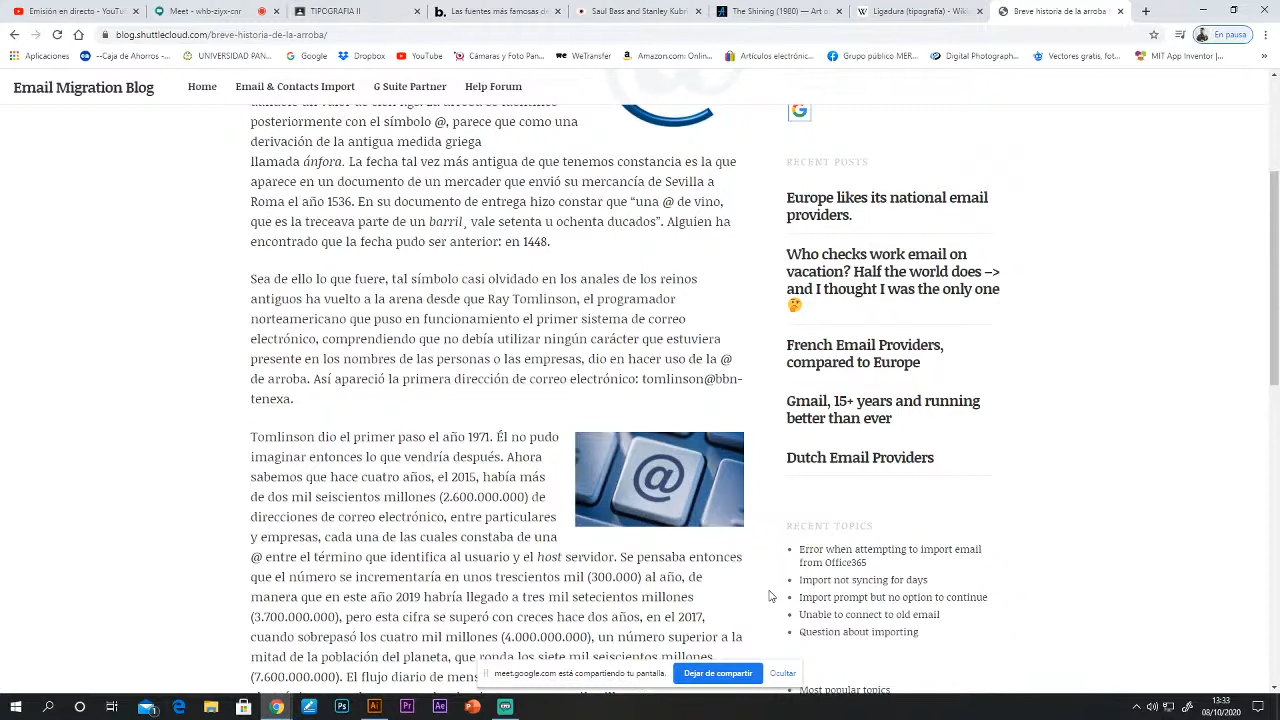 Emisión en directo - YouT
Meet - whb-ziyx-cnr
TIPOGRAFIA II
Las fuentes más famosas de
Saul Bass and Stanley Kubri
The Shining (1980) — Art o
Ligadura (tipografía) - Wiki
Breve historia de la arroba
blog.shuttlecloud.com/breve-historia-de-la-arroba/
En pausa
Aplicaciones
--Caja de Ahorros -...
UNIVERSIDAD PAN...
Google
Dropbox
YouTube
Cámaras y Foto Pan...
WeTransfer
Amazon.com: Onlin...
Artículos electrónic...
Grupo público MER...
Digital Photograph...
Vectores gratis, fot...
MIT App Inventor |...
Email Migration Blog
Home
Email & Contacts Import
G Suite Partner
Help Forum
posteriormente con el símbolo @, parece que como una
derivación de la antigua medida griega
llamada ánfora. La fecha tal vez más antigua de que tenemos constancia es la que
aparece en un documento de un mercader que envió su mercancía de Sevilla a
Roma el año 1536. En su documento de entrega hizo constar que “una @ de vino,
que es la treceava parte de un barril¸ vale setenta u ochenta ducados”. Alguien ha
encontrado que la fecha pudo ser anterior: en 1448.
Sea de ello lo que fuere, tal símbolo casi olvidado en los anales de los reinos
antiguos ha vuelto a la arena desde que Ray Tomlinson, el programador
norteamericano que puso en funcionamiento el primer sistema de correo
electrónico, comprendiendo que no debía utilizar ningún carácter que estuviera
presente en los nombres de las personas o las empresas, dio en hacer uso de la @
de arroba. Así apareció la primera dirección de correo electrónico: tomlinson@bbn-
tenexa.
Tomlinson dio el primer paso el año 1971. Él no pudo
imaginar entonces lo que vendría después. Ahora
sabemos que hace cuatro años, el 2015, había más
de dos mil seiscientos millones (2.600.000.000) de
direcciones de correo electrónico, entre particulares
y empresas, cada una de las cuales constaba de una
@ entre el término que identifica al usuario y el host servidor. Se pensaba entonces
que el número se incrementaría en unos trescientos mil (300.000) al año, de
manera que en este año 2019 habría llegado a tres mil setecientos millones
(3.700.000.000), pero esta cifra se superó con creces hace dos años, en el 2017,
cuando sobrepasó los cuatro mil millones (4.000.000.000), un número superior a la
mitad de la población del planeta, que ronda los siete mil seiscientos millones
(7.600.000.000). El flujo diario de mens
@
RECENT POSTS
Europe likes its national email
providers.
Who checks work email on
vacation? Half the world does –>
and I thought I was the only one
🤔
French Email Providers,
compared to Europe
Gmail, 15+ years and running
better than ever
Dutch Email Providers
RECENT TOPICS
Error when attempting to import email
from Office365
Import not syncing for days
Import prompt but no option to continue
Unable to connect to old email
Question about importing
Most popular topics
meet.google.com está compartiendo tu pantalla.
Dejar de compartir
Ocultar
13:33
08/10/2020